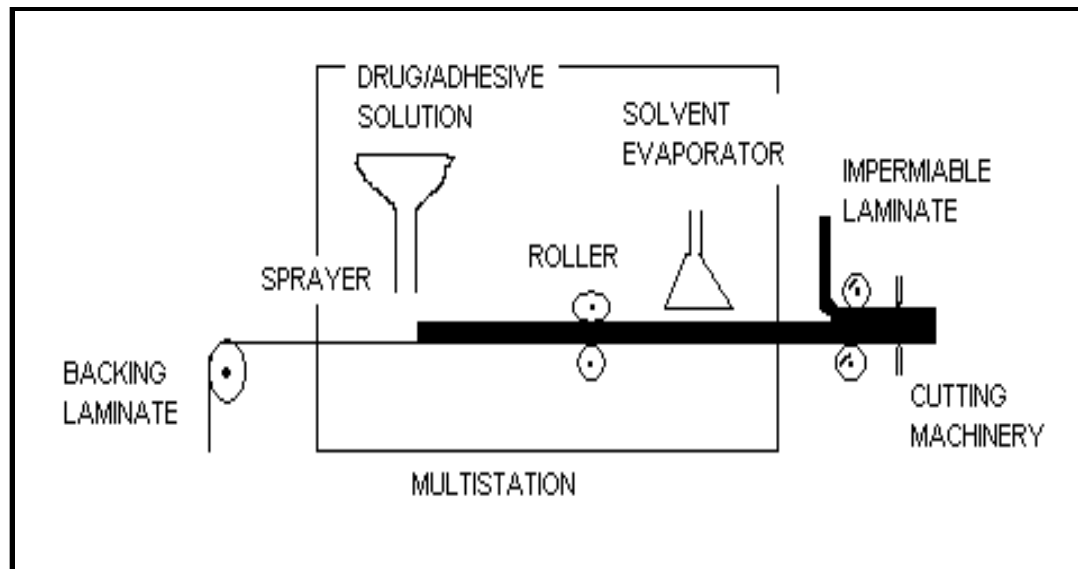 DRUG/ADHESIVE
SOLUTION
SOLVENT
EVAPORATOR
IMPERMIABLE
LAMINATE
SPRAYER
ROLLER
BACKING
LAMINATE
CUTTING
MACHINERY
MULTISTATION